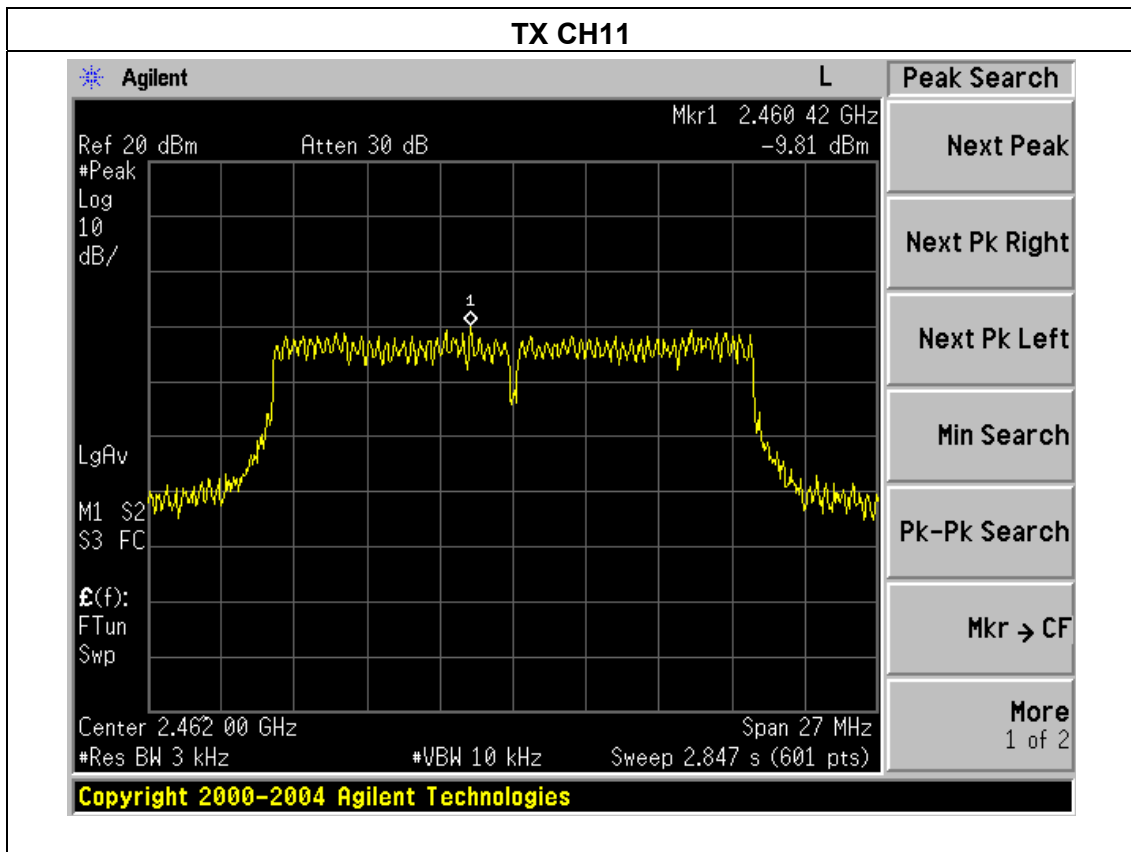 TX CH11
Agilent L Peak Search
Mkr1 2.460 42 GHz
Ref 20 dBm Atten 30 dB -9.81 dBm
#Peak
Log
10
dB/
1
LgAv
M1 S2
S3 FC
£(f):
FTun
Swp
Center 2.462 00 GHz Span 27 MHz
#Res BW 3 kHz #VBW 10 kHz Sweep 2.847 s (601 pts)
Copyright 2000-2004 Agilent Technologies
Next Peak
Next Pk Right
Next Pk Left
Min Search
Pk-Pk Search
Mkr → CF
More
1 of 2